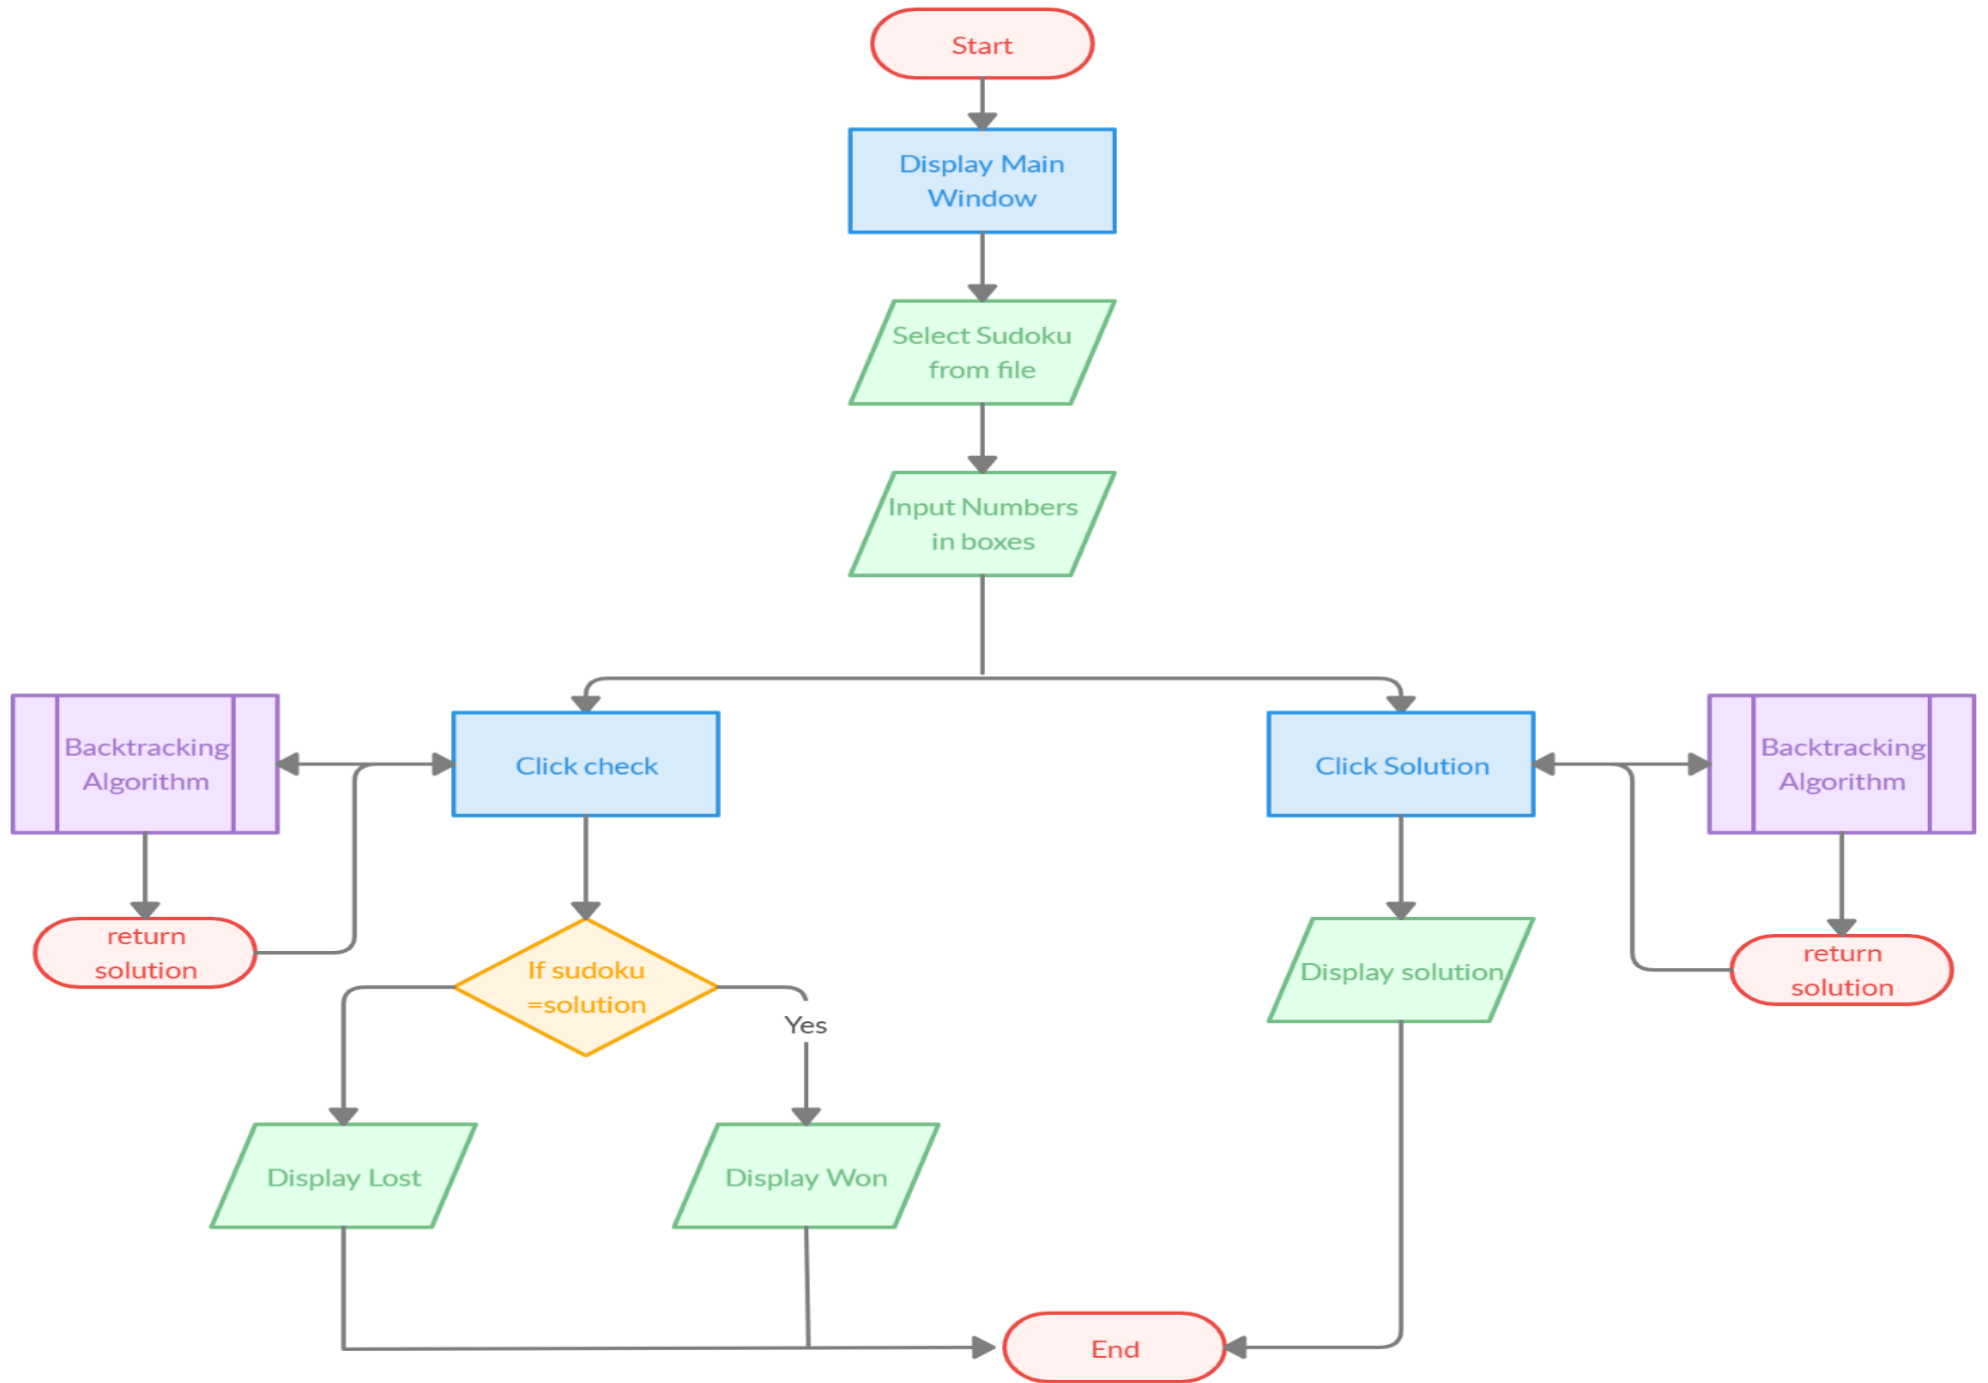 Start
Display Main
Window
Select Sudoku
from file
Input Numbers
in boxes
Backtracking
Algorithm
Click check
Click Solution
Backtracking
Algorithm
return
solution
If sudoku
=solution
Yes
Display solution
return
solution
Display Lost
Display Won
End